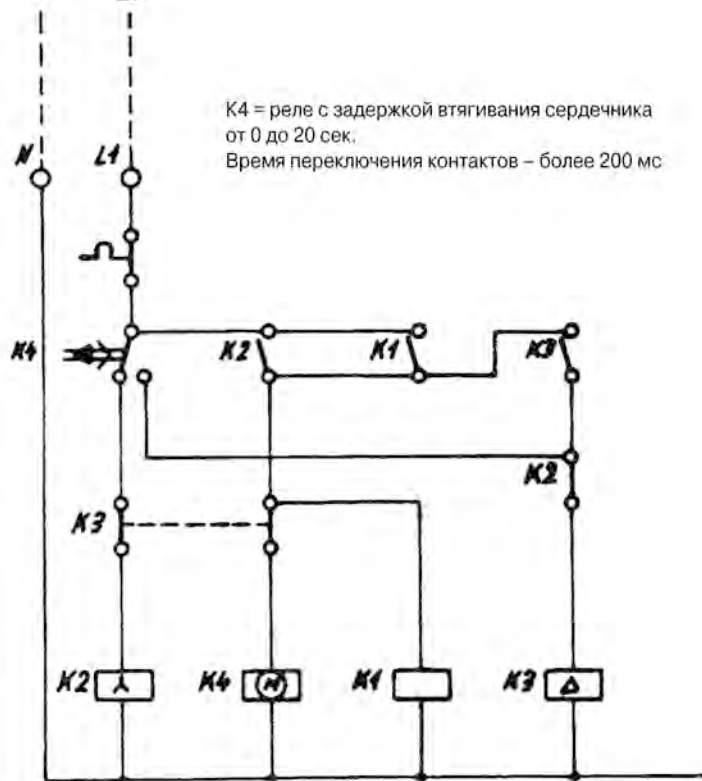 К4 = реле с задержкой втягивания сердечника
от 0 до 20 сек;
Время переключения контактов – более 200 мс
N L1
K4 K2 K1 K3
K2
K3
K2 K4 M K1 K3 Δ